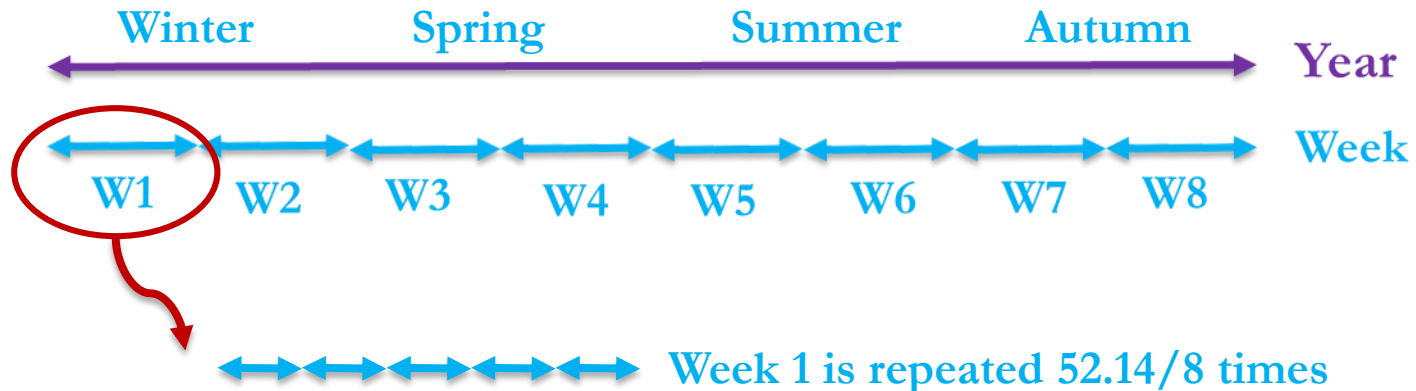 Winter Spring Summer Autumn
Year
Week
W1 W2 W3 W4 W5 W6 W7 W8
Week 1 is repeated 52.14/8 times